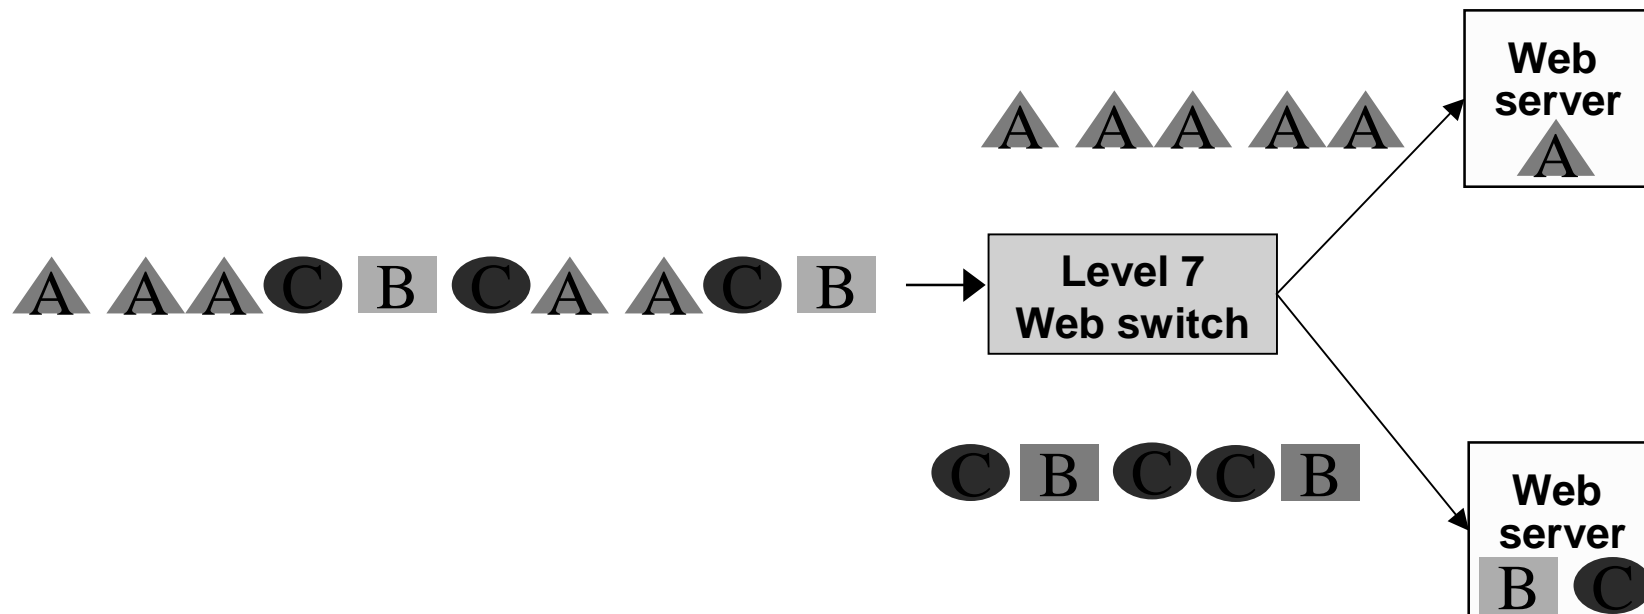 A A A C B C A A C B
A A A A A
Level 7
Web switch
C B C C B
Web
server
A
Web
server
B C